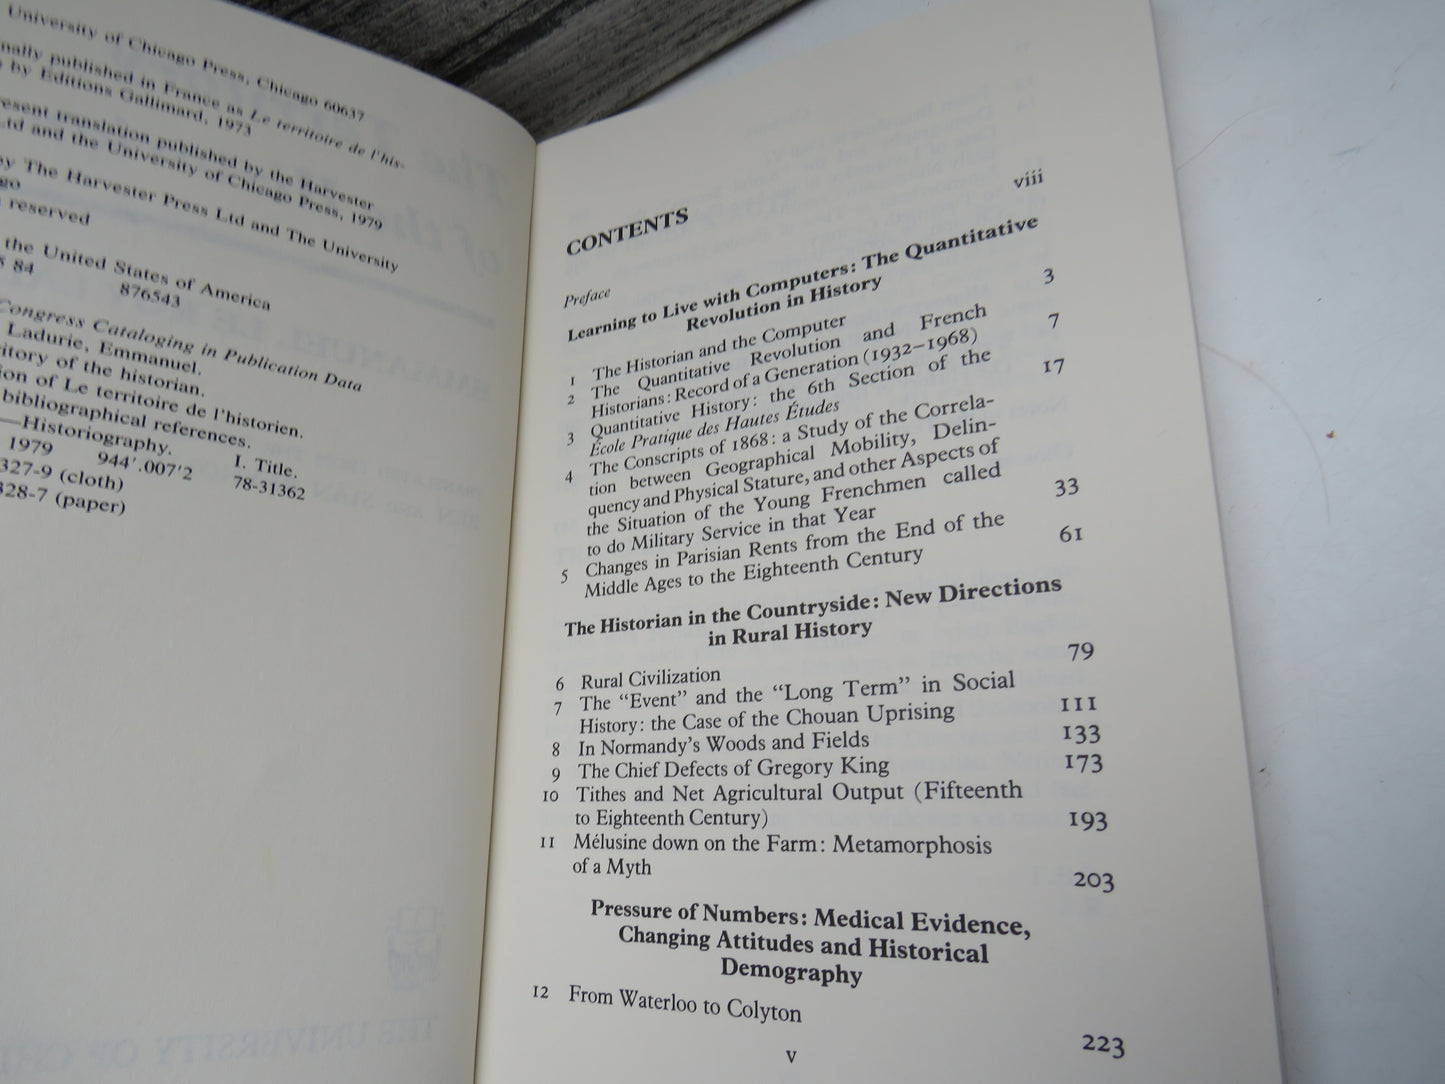 University of Chicago Press, Chicago 60637
nally published in France as Le territoire de l'his-
by Editions Gallimard, 1973
resent translation published by the Harvester
Ltd and the University of Chicago Press, 1979
by The Harvester Press Ltd and The University
go
reserved
the United States of America
5 84 876543
Congress Cataloging in Publication Data
Ladurie, Emmanuel.
ritory of the historian.
ion of Le territoire de l'historien.
bibliographical references.
—Historiography. I. Title.
1979 944'.007'2 78-31362
327-9 (cloth)
328-7 (paper)
CONTENTS
Preface viii
Learning to Live with Computers: The Quantitative
Revolution in History
1 The Historian and the Computer 3
2 The Quantitative Revolution and French
Historians: Record of a Generation (1932–1968) 7
3 Quantitative History: the 6th Section of the
École Pratique des Hautes Études 17
4 The Conscripts of 1868: a Study of the Correla-
tion between Geographical Mobility, Delin-
quency and Physical Stature, and other Aspects of
the Situation of the Young Frenchmen called
to do Military Service in that Year 33
5 Changes in Parisian Rents from the End of the
Middle Ages to the Eighteenth Century 61
The Historian in the Countryside: New Directions
in Rural History
6 Rural Civilization 79
7 The “Event” and the “Long Term” in Social
History: the Case of the Chouan Uprising 111
8 In Normandy's Woods and Fields 133
9 The Chief Defects of Gregory King 173
10 Tithes and Net Agricultural Output (Fifteenth
to Eighteenth Century) 193
11 Mélusine down on the Farm: Metamorphosis
of a Myth 203
Pressure of Numbers: Medical Evidence,
Changing Attitudes and Historical
Demography
12 From Waterloo to Colyton 223
v